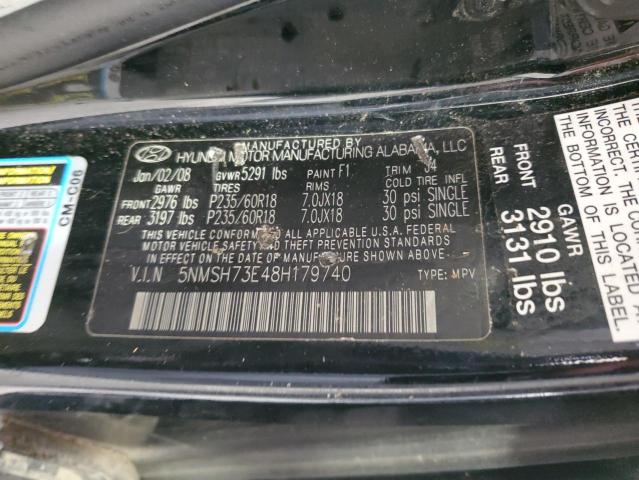 MANUFACTURED BY
HYUNDAI MOTOR MANUFACTURING ALABAMA, LLC
Jan/02/08 GVWR 5291 lbs PAINT F1 TRIM J4
GAWR TIRES RIMS COLD TIRE INFL
FRONT 2976 lbs P235/60R18 7.0JX18 30 psi SINGLE
REAR 3197 lbs P235/60R18 7.0JX18 30 psi SINGLE
THIS VEHICLE CONFORMS TO ALL APPLICABLE U.S.A FEDERAL
MOTOR VEHICLE SAFETY BUMPER, AND THEFT PREVENTION STANDARDS
IN EFFECT ON THE DATE OF MANUFACTURE SHOWN ABOVE.
V.I.N 5NMSH73E48H179740 TYPE: MPV
CM-C06
GAWR
FRONT 2910 lbs
REAR 3131 lbs
INCORRECT. THE CORRECT
IS LOCATED
OF THIS LABEL.